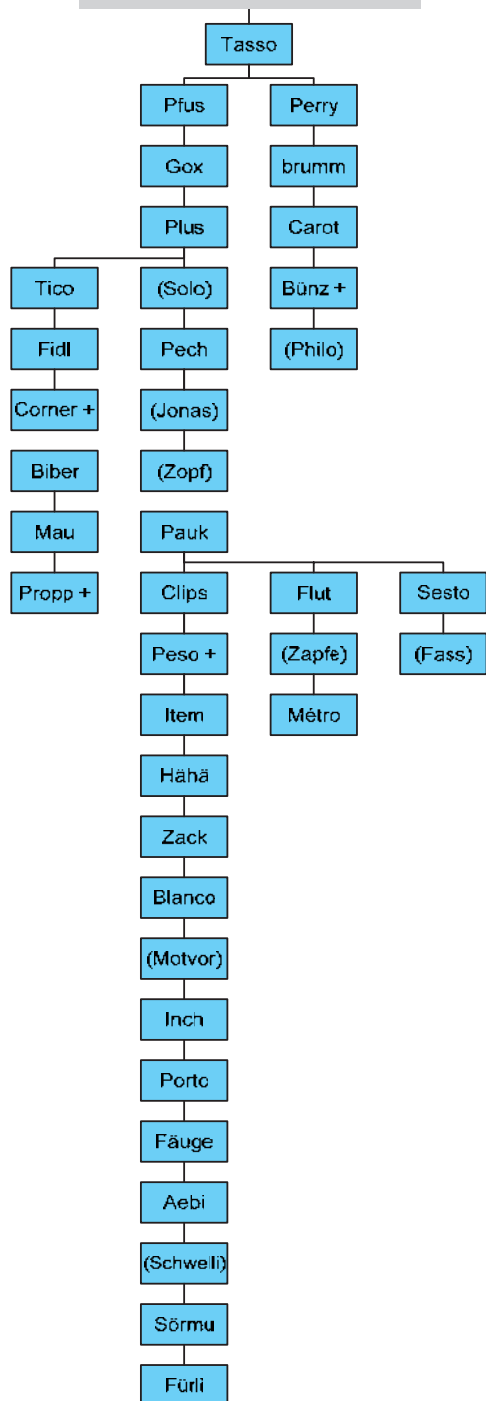 Tasso
Pfus Perry
Gox brumm
Plus Carot
Tico (Solo) Bünz +
Fidl Pech (Philo)
Corner + (Jonas)
Biber (Zopf)
Mau Pauk
Propp + Clips Flut Sesto
Peso + (Zapfe) (Fass)
Item Métro
Hähä
Zack
Blanco
(Motvor)
Inch
Porto
Fäuge
Aebi
(Schwelli)
Sörmu
Fürli